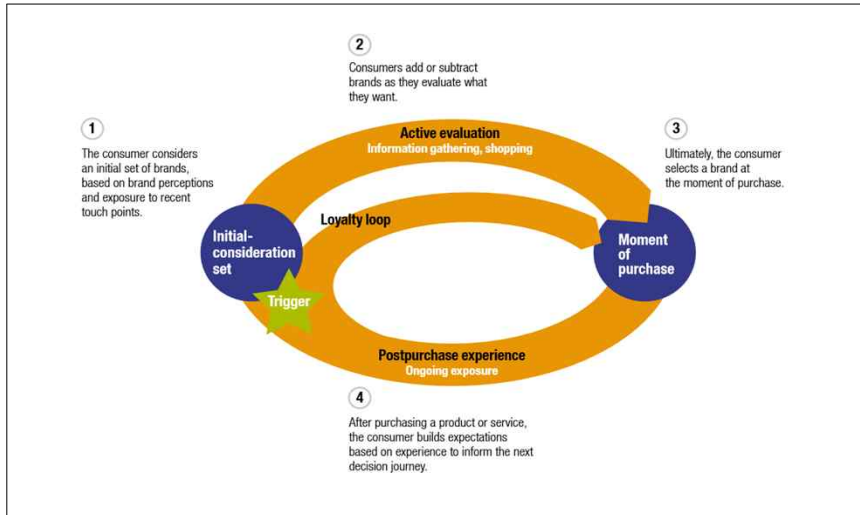 2
Consumers add or subtract
brands as they evaluate what
they want.
1
The consumer considers
an initial set of brands,
based on brand perceptions
and exposure to recent
touch points.
Active evaluation
Information gathering, shopping
3
Ultimately, the consumer
selects a brand at
the moment of purchase.
Loyalty loop
Initial-
consideration
set
Trigger
Moment
of
purchase
Postpurchase experience
Ongoing exposure
4
After purchasing a product or service,
the consumer builds expectations
based on experience to inform the next
decision journey.